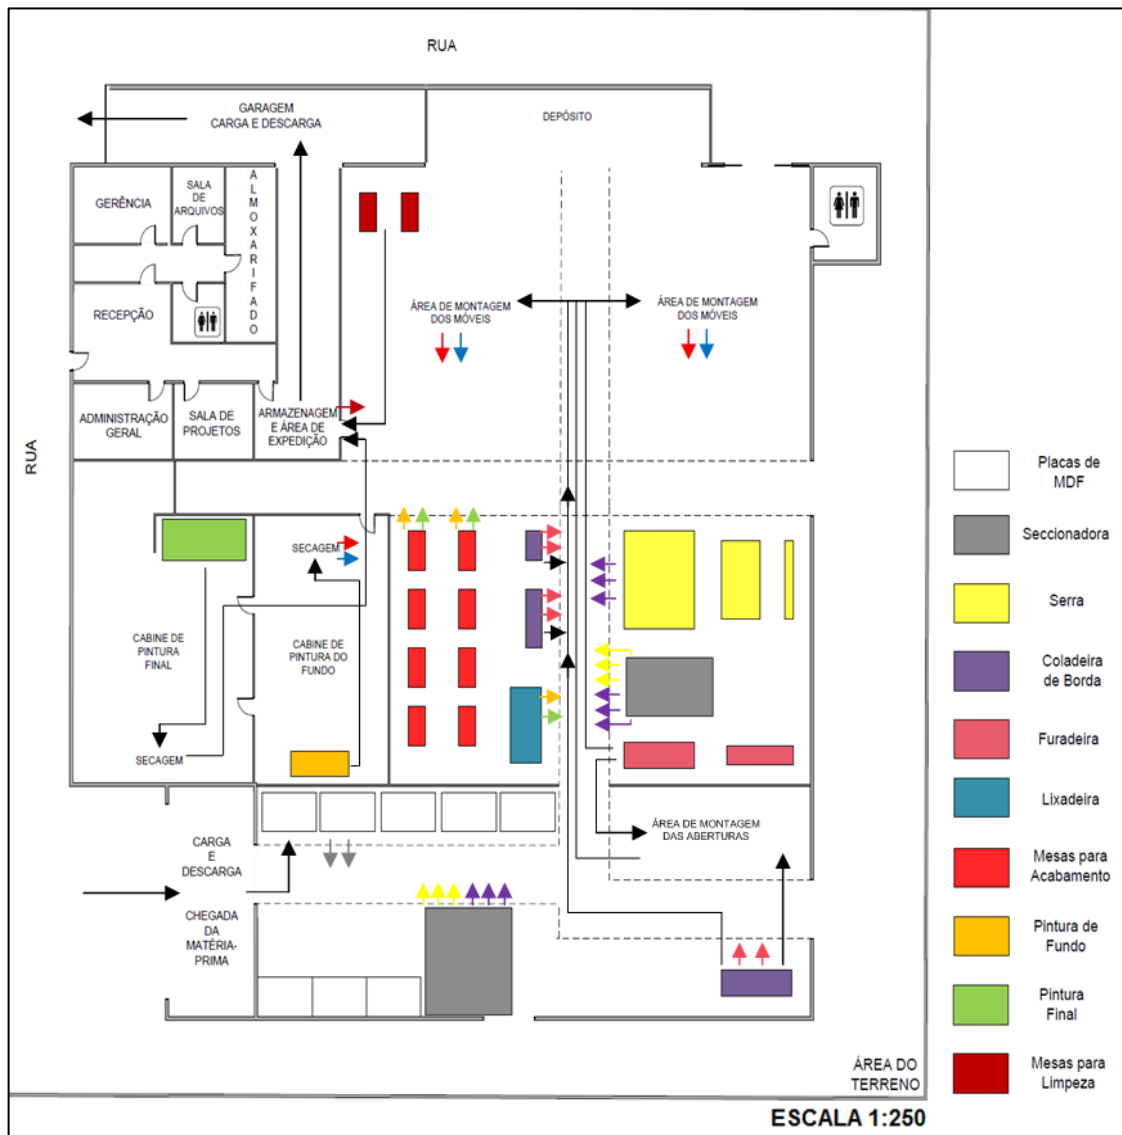 RUA
GARAGEM
CARGA E DESCARGA
DEPÓSITO
GERÊNCIA
SALA
DE
ARQUIVOS
ALMOXARIFADO
RECEPÇÃO
ÁREA DE MONTAGEM
DOS MÓVEIS
ÁREA DE MONTAGEM
DOS MÓVEIS
ADMINISTRAÇÃO
GERAL
SALA DE
PROJETOS
ARMAZENAGEM
E ÁREA DE
EXPEDIÇÃO
RUA
SECAGEM
CABINE DE
PINTURA
FINAL
CABINE DE
PINTURA DO
FUNDO
SECAGEM
CARGA
E
DESCARGA
CHEGADA
DA
MATÉRIA-
PRIMA
ÁREA DE MONTAGEM
DAS ABERTURAS
Placas de
MDF
Seccionadora
Serra
Coladeira
de Borda
Furadeira
Lixadeira
Mesas para
Acabamento
Pintura de
Fundo
Pintura
Final
Mesas para
Limpeza
ÁREA DO
TERRENO
ESCALA 1:250